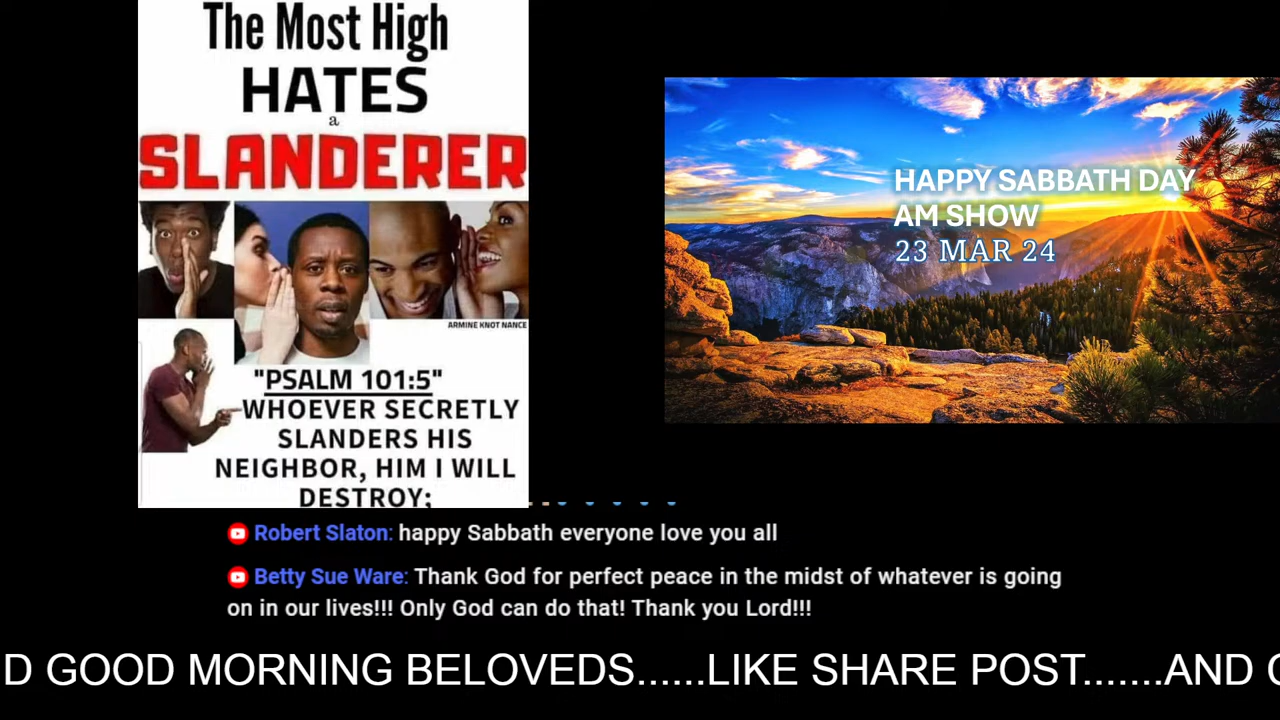 The Most High
HATES
a
SLANDERER
ARMINE KNOT NANCE
"PSALM 101:5"
WHOEVER SECRETLY
SLANDERS HIS
NEIGHBOR, HIM I WILL
DESTROY;
HAPPY SABBATH DAY
AM SHOW
23 MAR 24
Robert Slaton: happy Sabbath everyone love you all
Betty Sue Ware: Thank God for perfect peace in the midst of whatever is going
on in our lives!!! Only God can do that! Thank you Lord!!!
D GOOD MORNING BELOVEDS......LIKE SHARE POST.......AND